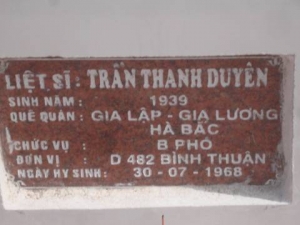 LIỆT SĨ : TRẦN THANH DUYÊN
SINH NĂM : 1939
QUÊ QUÁN : GIA LẬP - GIA LƯƠNG
HÀ BẮC
CHỨC VỤ : B PHÓ
ĐƠN VỊ : D 482 BÌNH THUẬN
NGÀY HY SINH : 30 - 07 - 1968